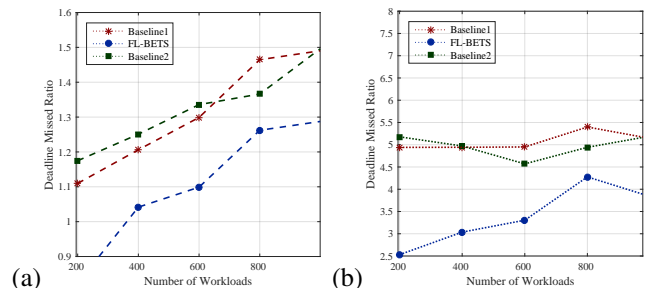 (a)
Deadline Missed Ratio
1.6
1.5
1.4
1.3
1.2
1.1
1
0.9
Baseline1
FL-BETS
Baseline2
200 400 600 800
Number of Workloads
(b)
Deadline Missed Ratio
8
7.5
7
6.5
6
5.5
5
4.5
4
3.5
3
2.5
Baseline1
FL-BETS
Baseline2
200 400 600 800
Number of Workloads